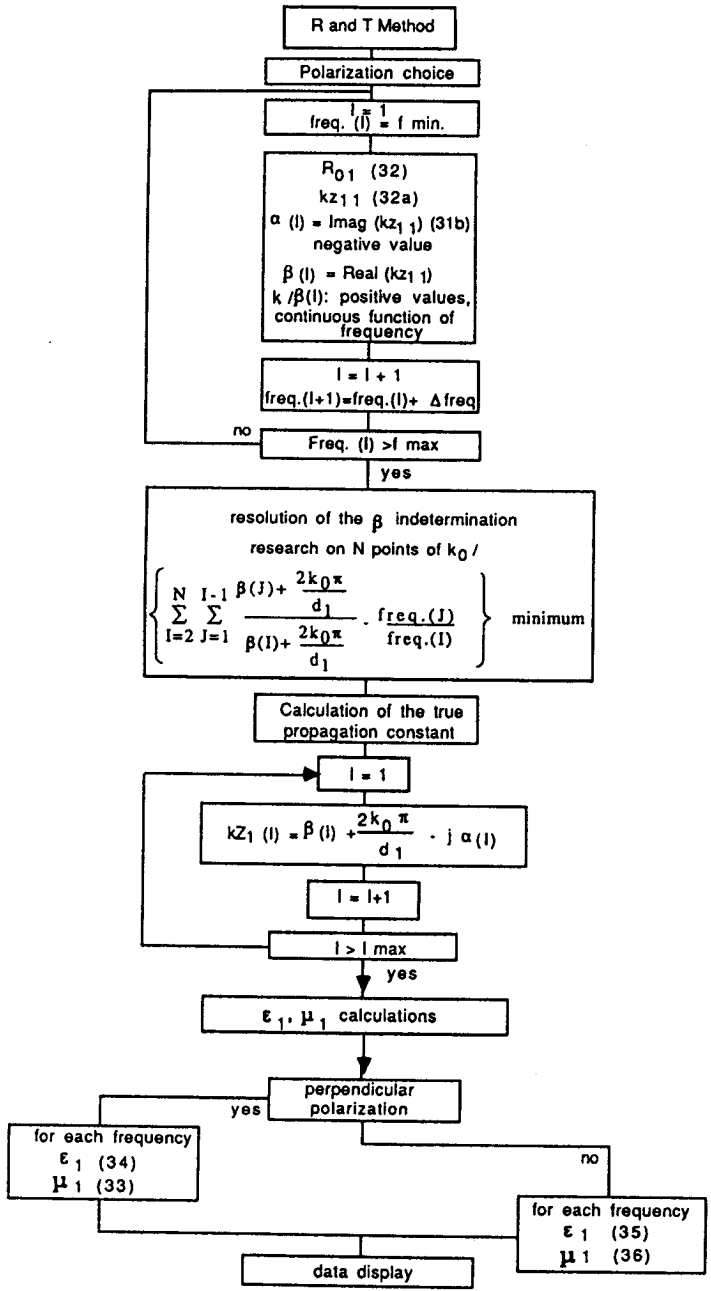 R and T Method
Polarization choice
I = 1
freq. (I) = f min.
R01 (32)
kz11 (32a)
α (I) = Imag (kz11) (31b)
negative value
β (I) = Real (kz11)
k /β(I): positive values,
continuous function of
frequency
I = I + 1
freq.(I+1)=freq.(I)+ Δfreq
no
Freq. (I) >f max
yes
resolution of the β indetermination
research on N points of k0 /
{ N Σ I=2 I-1 Σ J=1 (β(J)+ 2k0π / d1) / (β(I)+ 2k0π / d1) - freq.(J) / freq.(I) } minimum
Calculation of the true
propagation constant
I = 1
kZ1 (I) = β (I) + 2k0 π / d1 - j α (I)
I = I+1
I > I max
yes
ε1, μ1 calculations
perpendicular
polarization
yes
for each frequency
ε1 (34)
μ1 (33)
no
for each frequency
ε1 (35)
μ1 (36)
data display